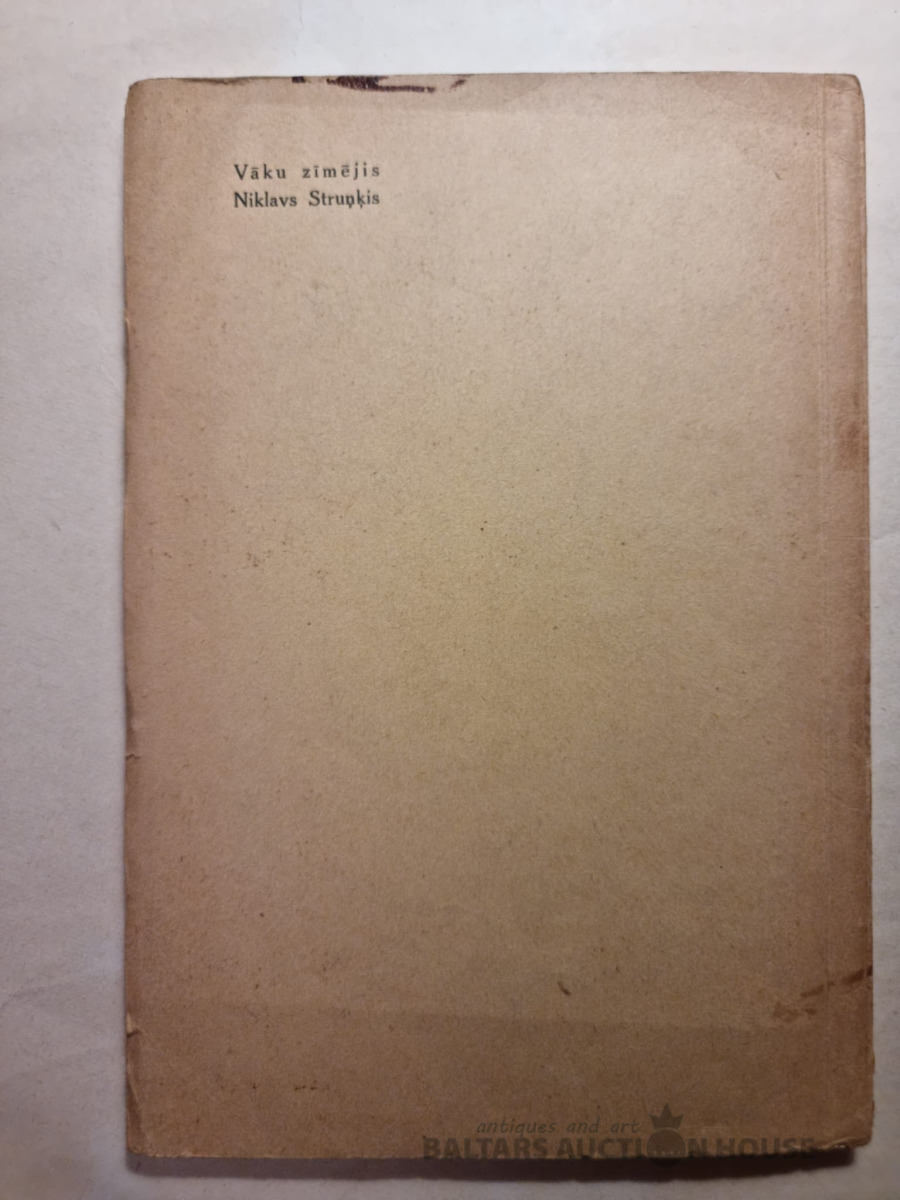 Vāku zīmējis
Niklavs Struņķis
antiques and art
BALTARS AUCTION HOUSE